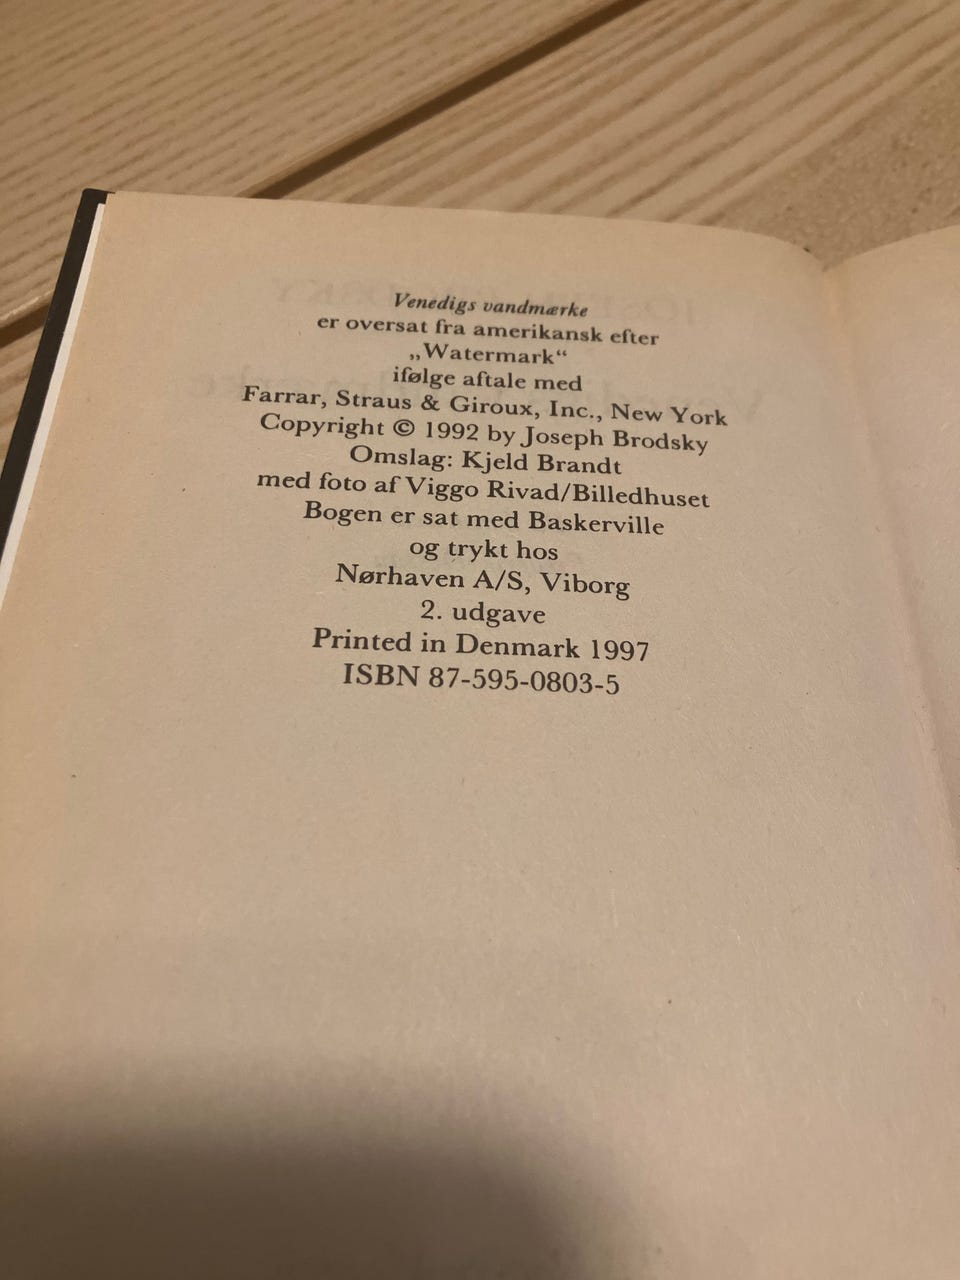 Venedigs vandmærke
er oversat fra amerikansk efter
„Watermark“
ifølge aftale med
Farrar, Straus & Giroux, Inc., New York
Copyright © 1992 by Joseph Brodsky
Omslag: Kjeld Brandt
med foto af Viggo Rivad/Billedhuset
Bogen er sat med Baskerville
og trykt hos
Nørhaven A/S, Viborg
2. udgave
Printed in Denmark 1997
ISBN 87-595-0803-5